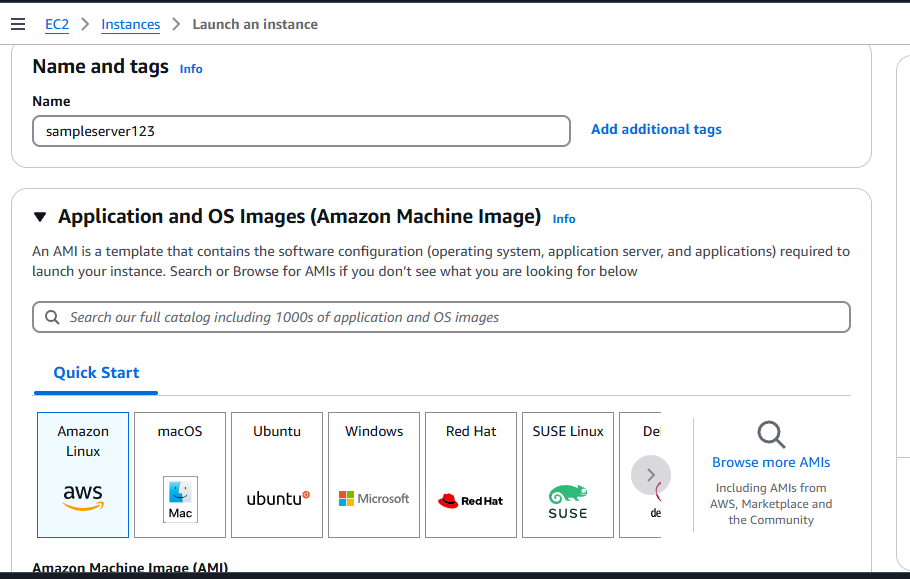 EC2 > Instances > Launch an instance
Name and tags Info
Name
sampleserver123
Add additional tags
Application and OS Images (Amazon Machine Image) Info
An AMI is a template that contains the software configuration (operating system, application server, and applications) required to
launch your instance. Search or Browse for AMIs if you don't see what you are looking for below
Search our full catalog including 1000s of application and OS images
Quick Start
Amazon
Linux
aws
macOS
Mac
Ubuntu
ubuntu
Windows
Microsoft
Red Hat
Red Hat
SUSE Linux
SUSE
De
de
Browse more AMIs
Including AMIs from
AWS, Marketplace and
the Community
Amazon Machine Image (AMI)